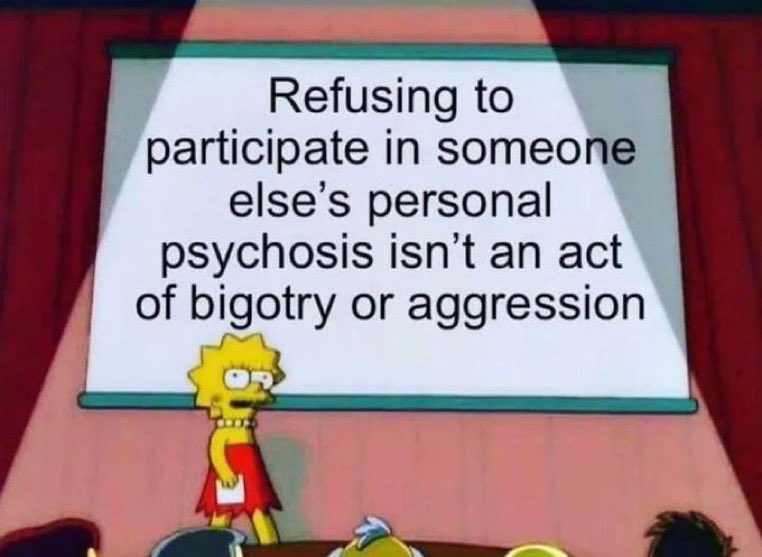 Refusing to
participate in someone
else's personal
psychosis isn't an act
of bigotry or aggression